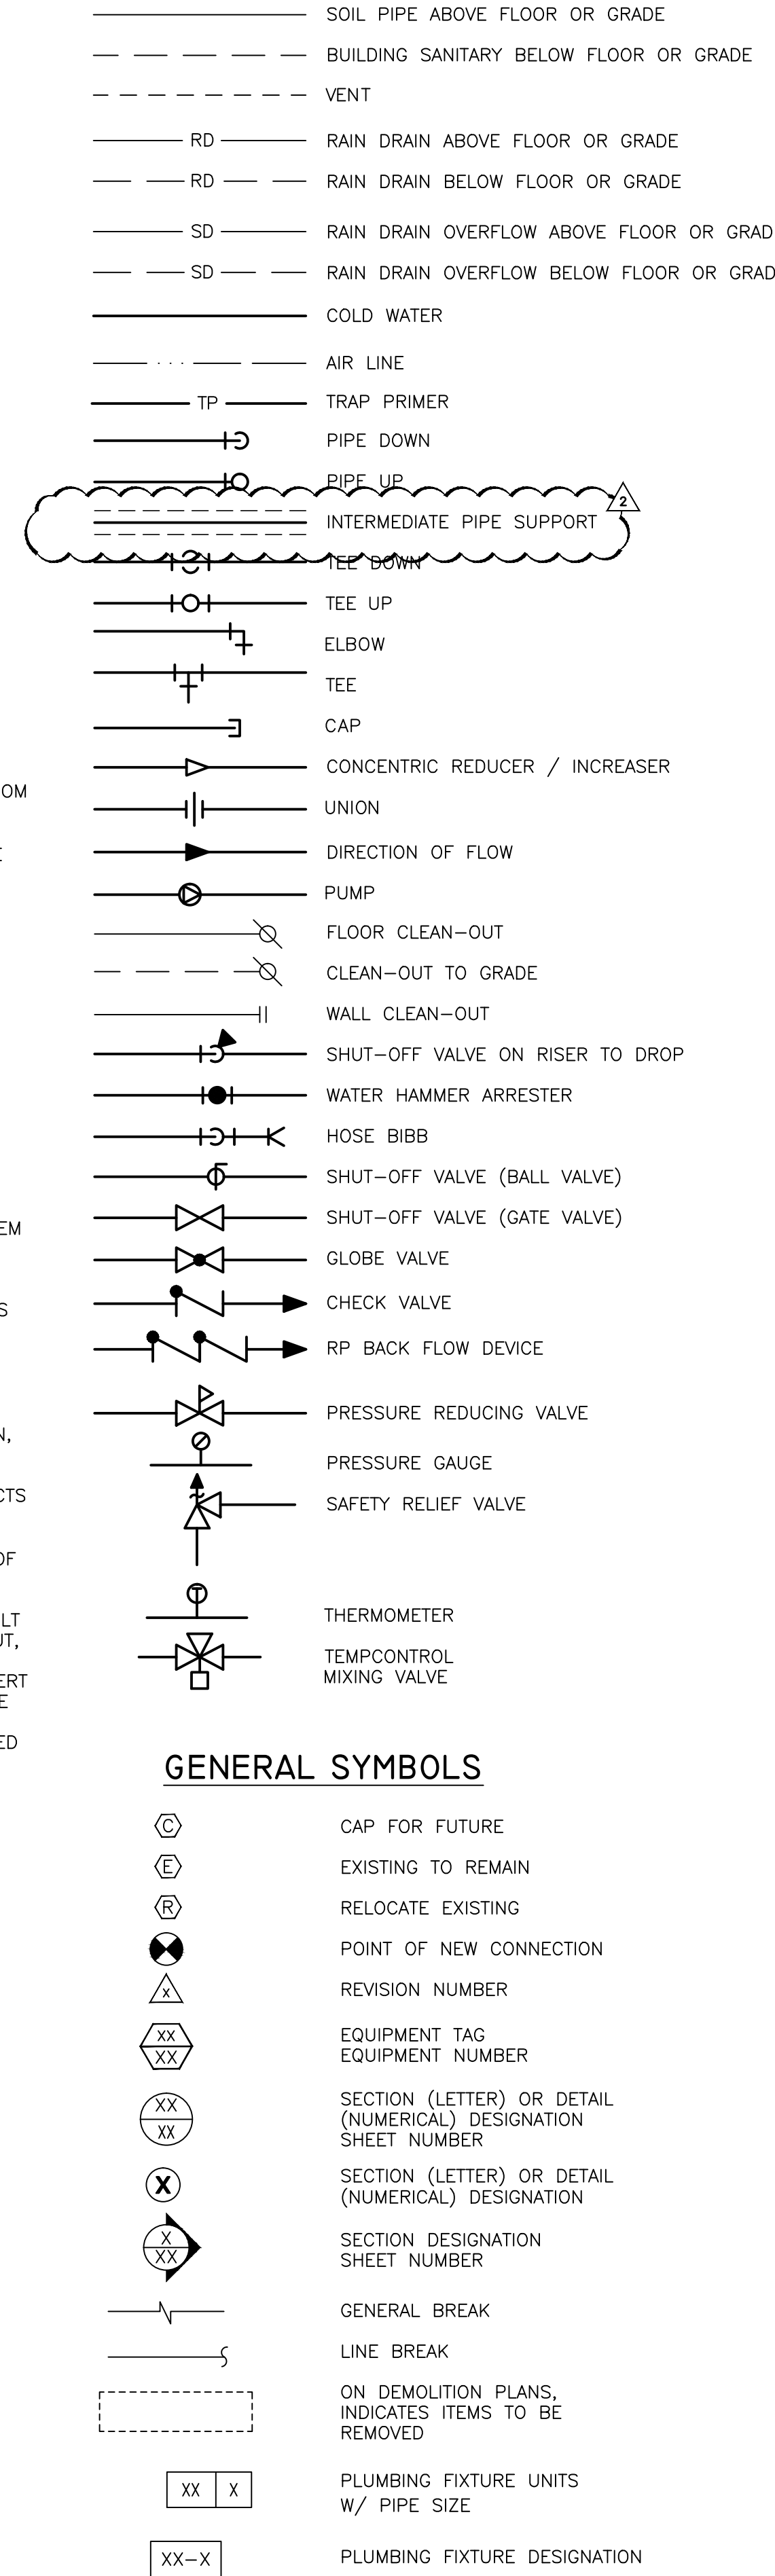 SOIL PIPE ABOVE FLOOR OR GRADE
BUILDING SANITARY BELOW FLOOR OR GRADE
VENT
RD RAIN DRAIN ABOVE FLOOR OR GRADE
RD RAIN DRAIN BELOW FLOOR OR GRADE
SD RAIN DRAIN OVERFLOW ABOVE FLOOR OR GRAD
SD RAIN DRAIN OVERFLOW BELOW FLOOR OR GRAD
COLD WATER
AIR LINE
TP TRAP PRIMER
PIPE DOWN
PIPE UP
2
INTERMEDIATE PIPE SUPPORT
TEE DOWN
TEE UP
ELBOW
TEE
CAP
CONCENTRIC REDUCER / INCREASER
OM
UNION
E
DIRECTION OF FLOW
PUMP
FLOOR CLEAN-OUT
CLEAN-OUT TO GRADE
WALL CLEAN-OUT
SHUT-OFF VALVE ON RISER TO DROP
WATER HAMMER ARRESTER
HOSE BIBB
SHUT-OFF VALVE (BALL VALVE)
SHUT-OFF VALVE (GATE VALVE)
EM
GLOBE VALVE
CHECK VALVE
S
RP BACK FLOW DEVICE
PRESSURE REDUCING VALVE
N,
PRESSURE GAUGE
CTS
SAFETY RELIEF VALVE
OF
T THERMOMETER
LT
UT,
TEMPCONTROL
MIXING VALVE
ERT
E
ED
GENERAL SYMBOLS
C CAP FOR FUTURE
E EXISTING TO REMAIN
R RELOCATE EXISTING
POINT OF NEW CONNECTION
X REVISION NUMBER
XX EQUIPMENT TAG
XX EQUIPMENT NUMBER
XX SECTION (LETTER) OR DETAIL
(NUMERICAL) DESIGNATION
XX SHEET NUMBER
X SECTION (LETTER) OR DETAIL
(NUMERICAL) DESIGNATION
X SECTION DESIGNATION
XX SHEET NUMBER
GENERAL BREAK
LINE BREAK
ON DEMOLITION PLANS,
INDICATES ITEMS TO BE
REMOVED
XX X PLUMBING FIXTURE UNITS
W/ PIPE SIZE
XX-X PLUMBING FIXTURE DESIGNATION